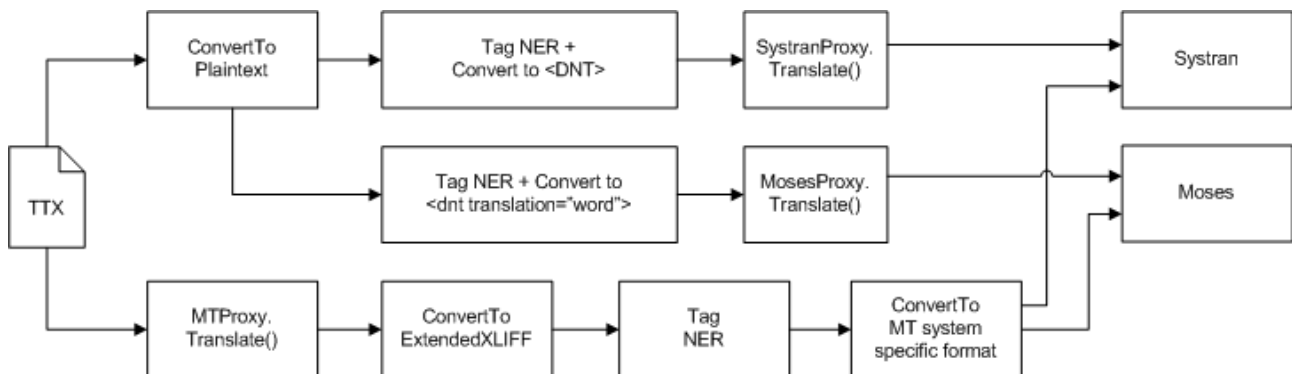 ConvertTo
Plaintext
Tag NER +
Convert to <DNT>
SystranProxy.
Translate()
Systran
TTX
Tag NER + Convert to
<dnt translation=”word”>
MosesProxy.
Translate()
Moses
MTProxy.
Translate()
ConvertTo
ExtendedXLIFF
Tag
NER
ConvertTo
MT system
specific format